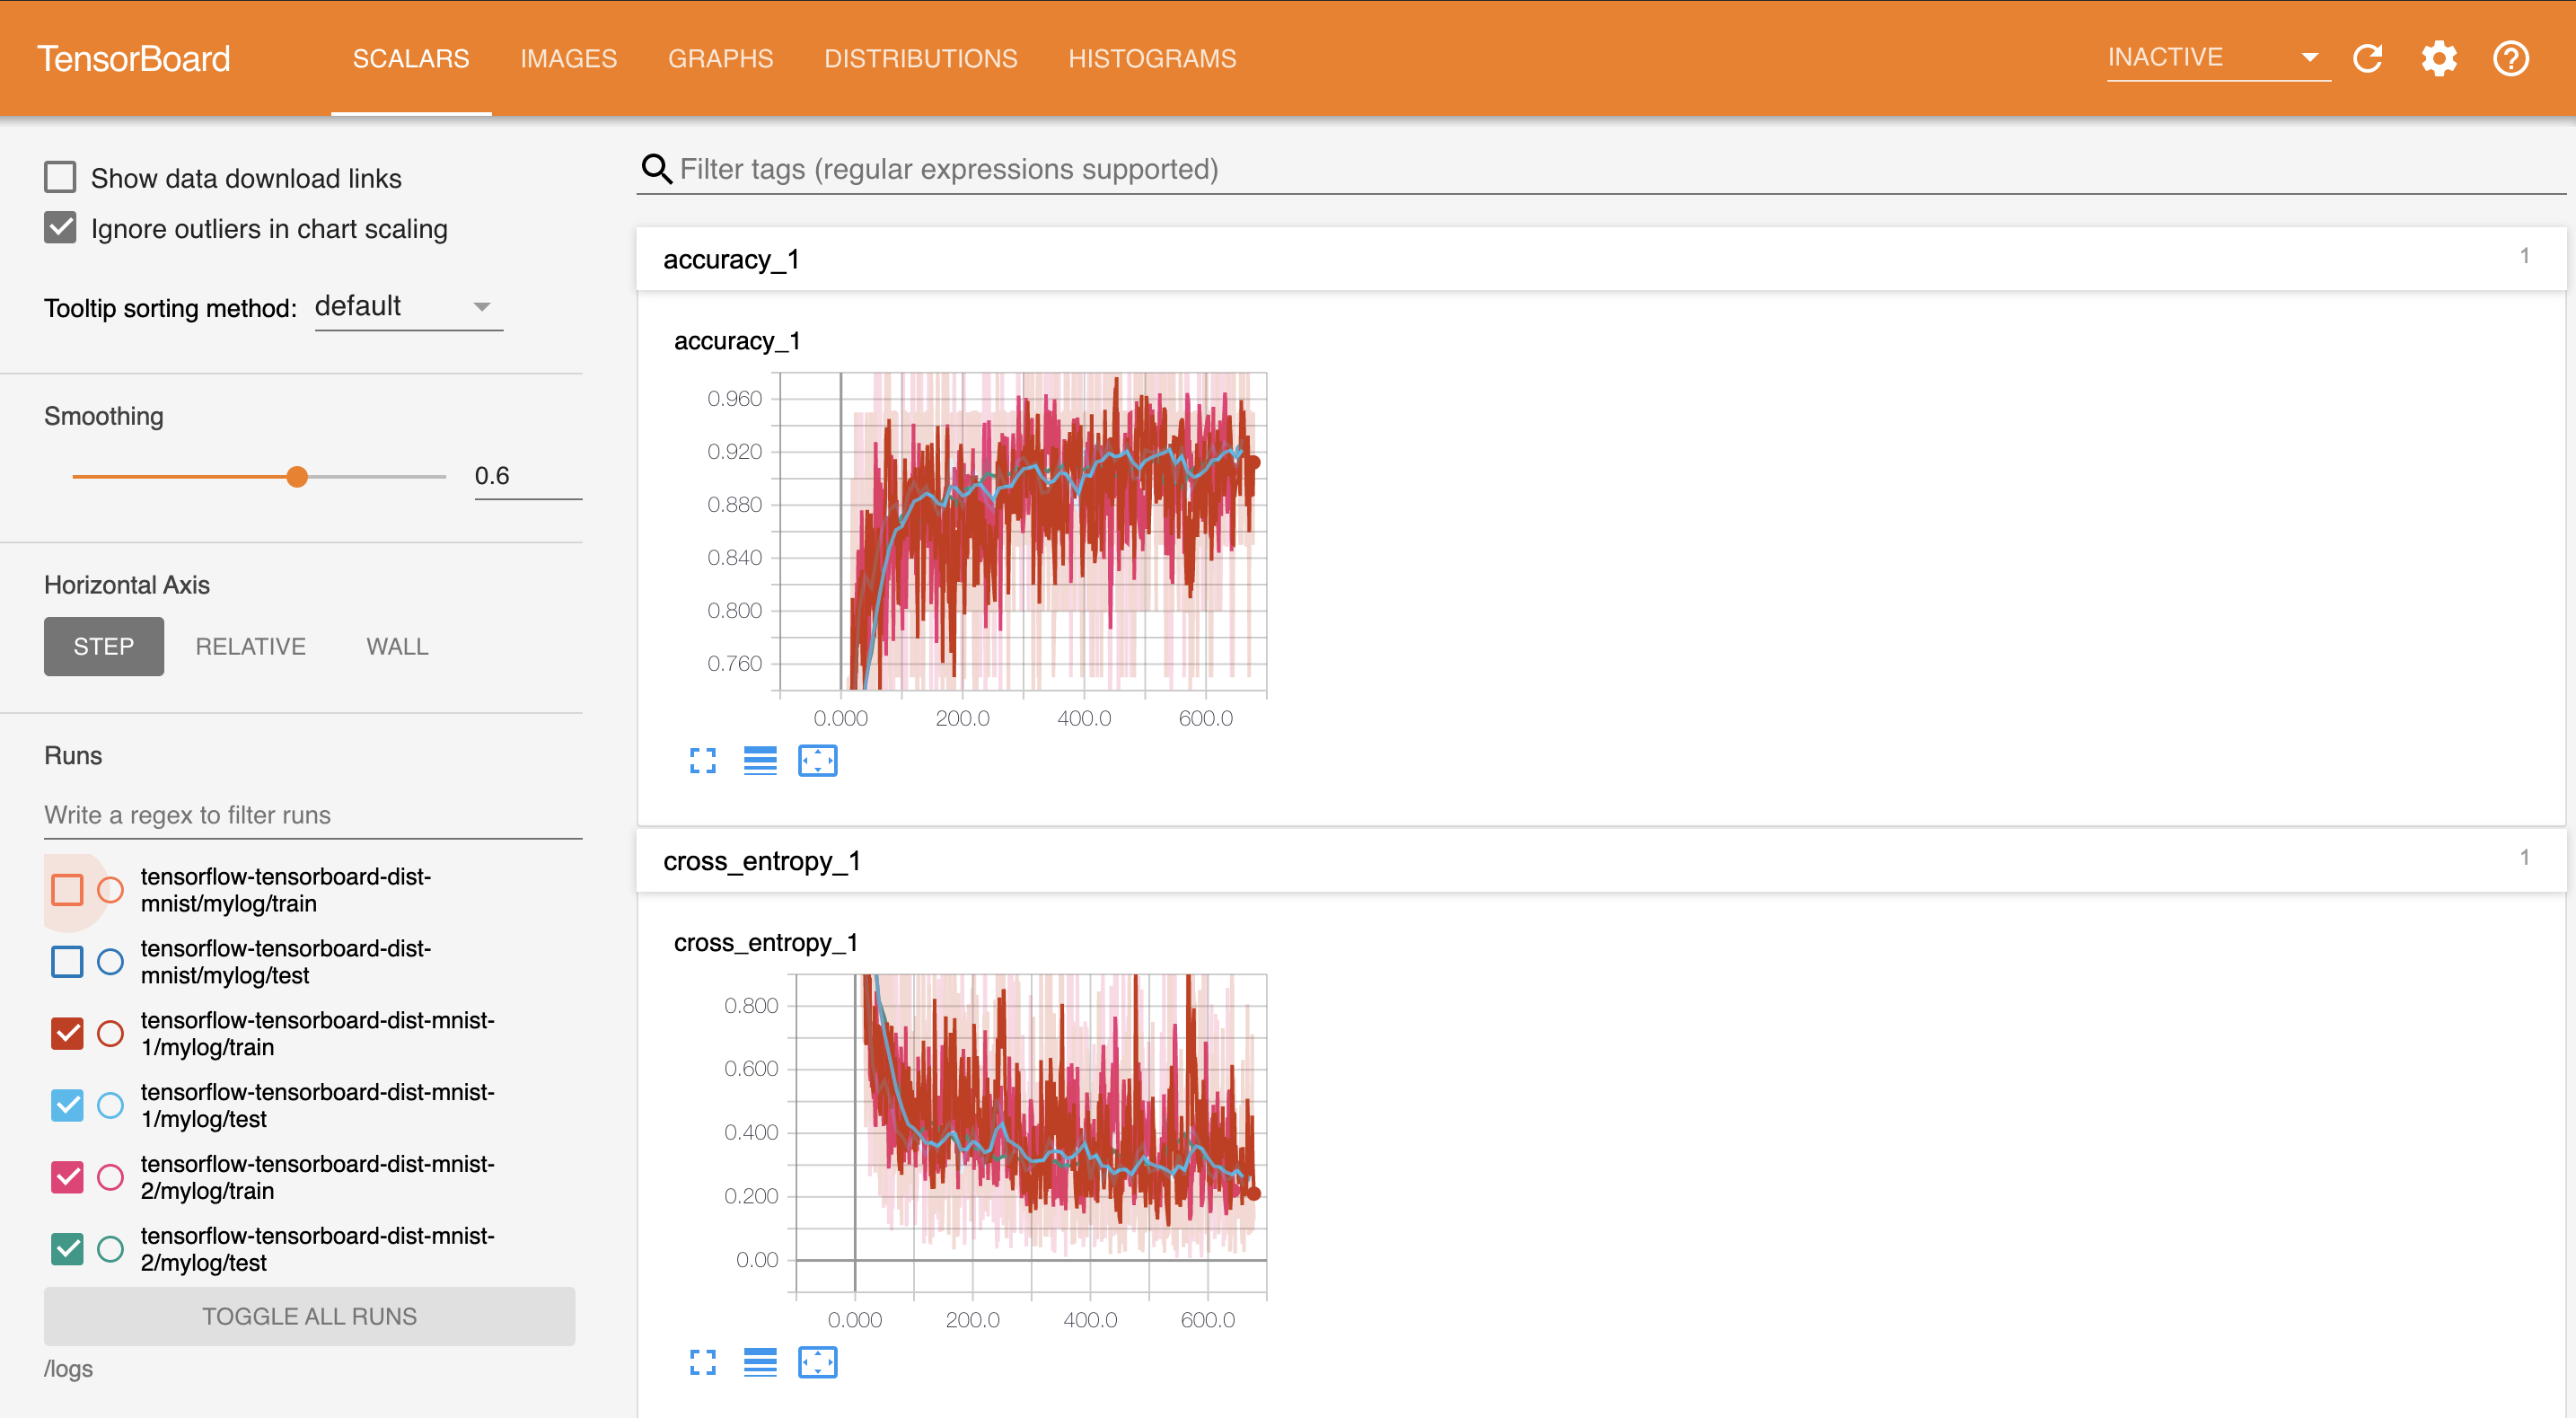 TensorBoard
SCALARS
IMAGES
GRAPHS
DISTRIBUTIONS
HISTOGRAMS
INACTIVE
Show data download links
Ignore outliers in chart scaling
Tooltip sorting method: default
Smoothing
0.6
Horizontal Axis
STEP
RELATIVE
WALL
Runs
Write a regex to filter runs
tensorflow-tensorboard-dist-
mnist/mylog/train
tensorflow-tensorboard-dist-
mnist/mylog/test
tensorflow-tensorboard-dist-mnist-
1/mylog/train
tensorflow-tensorboard-dist-mnist-
1/mylog/test
tensorflow-tensorboard-dist-mnist-
2/mylog/train
tensorflow-tensorboard-dist-mnist-
2/mylog/test
TOGGLE ALL RUNS
/logs
Filter tags (regular expressions supported)
accuracy_1
1
accuracy_1
0.960
0.920
0.880
0.840
0.800
0.760
0.000 200.0 400.0 600.0
cross_entropy_1
1
cross_entropy_1
0.800
0.600
0.400
0.200
0.00
0.000 200.0 400.0 600.0